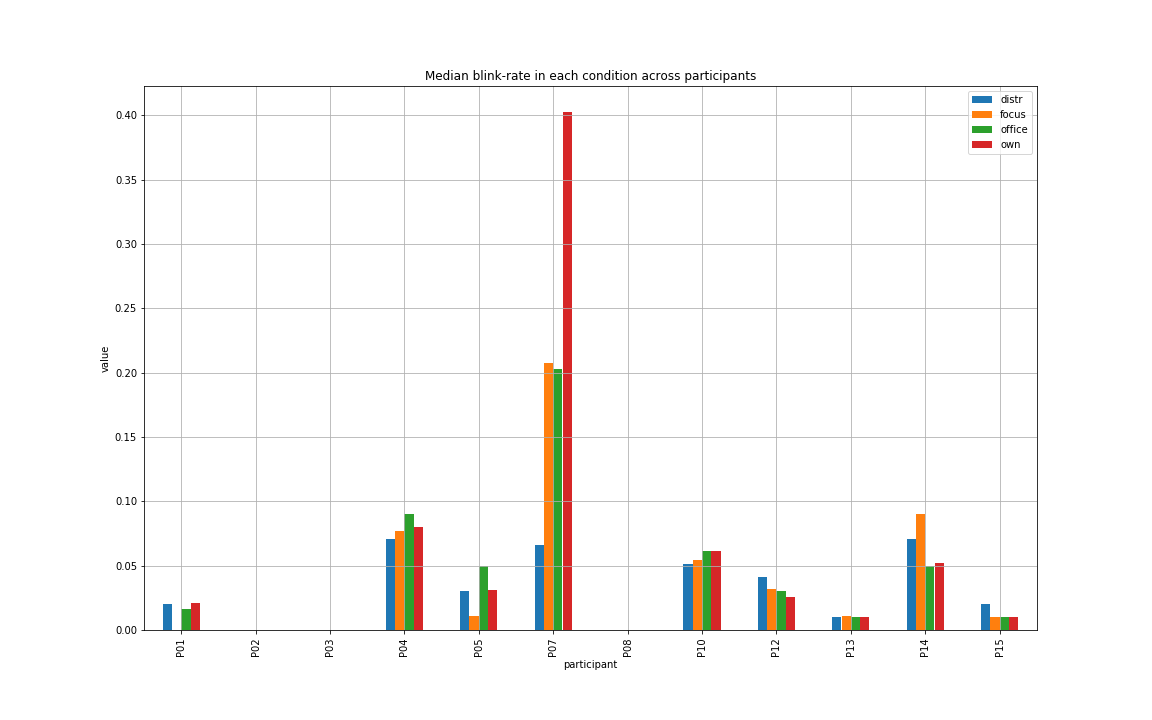 Median blink-rate in each condition across participants
distr
focus
office
own
value
0.40
0.35
0.30
0.25
0.20
0.15
0.10
0.05
0.00
P01
P02
P03
P04
P05
P07
P08
P10
P12
P13
P14
P15
participant